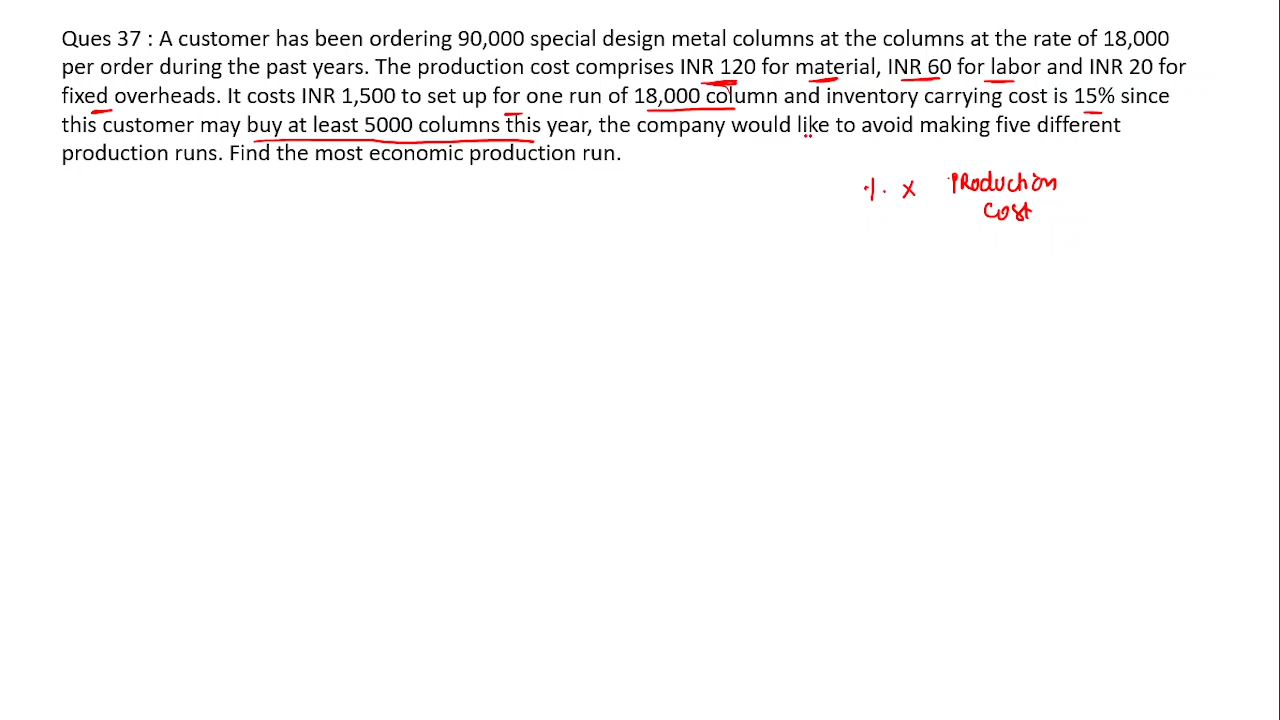 Ques 37 : A customer has been ordering 90,000 special design metal columns at the columns at the rate of 18,000
per order during the past years. The production cost comprises INR 120 for material, INR 60 for labor and INR 20 for
fixed overheads. It costs INR 1,500 to set up for one run of 18,000 column and inventory carrying cost is 15% since
this customer may buy at least 5000 columns this year, the company would like to avoid making five different
production runs. Find the most economic production run.
% × Production
Cost